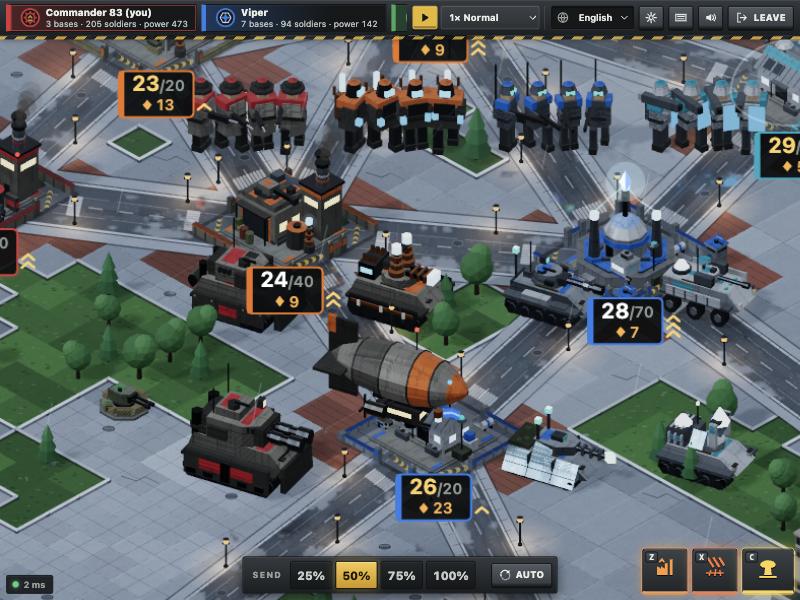 Commander 83 (you)
3 bases · 205 soldiers · power 473
Viper
7 bases · 94 soldiers · power 142
1× Normal
English
LEAVE
9
23/20
13
29/
24/40
9
28/70
7
26/20
23
SEND
25%
50%
75%
100%
AUTO
Z
X
C
2 ms